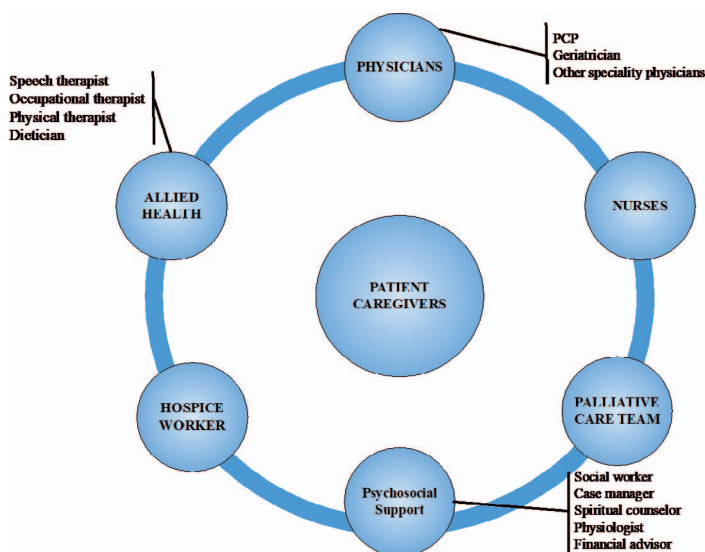 PHYSICIANS
PCP
Geriatrician
Other speciality physicians
Speech therapist
Occupational therapist
Physical therapist
Dietician
ALLIED
HEALTH
NURSES
PATIENT
CAREGIVERS
HOSPICE
WORKER
PALLIATIVE
CARE TEAM
Psychosocial
Support
Social worker
Case manager
Spiritual counselor
Physiologist
Financial advisor